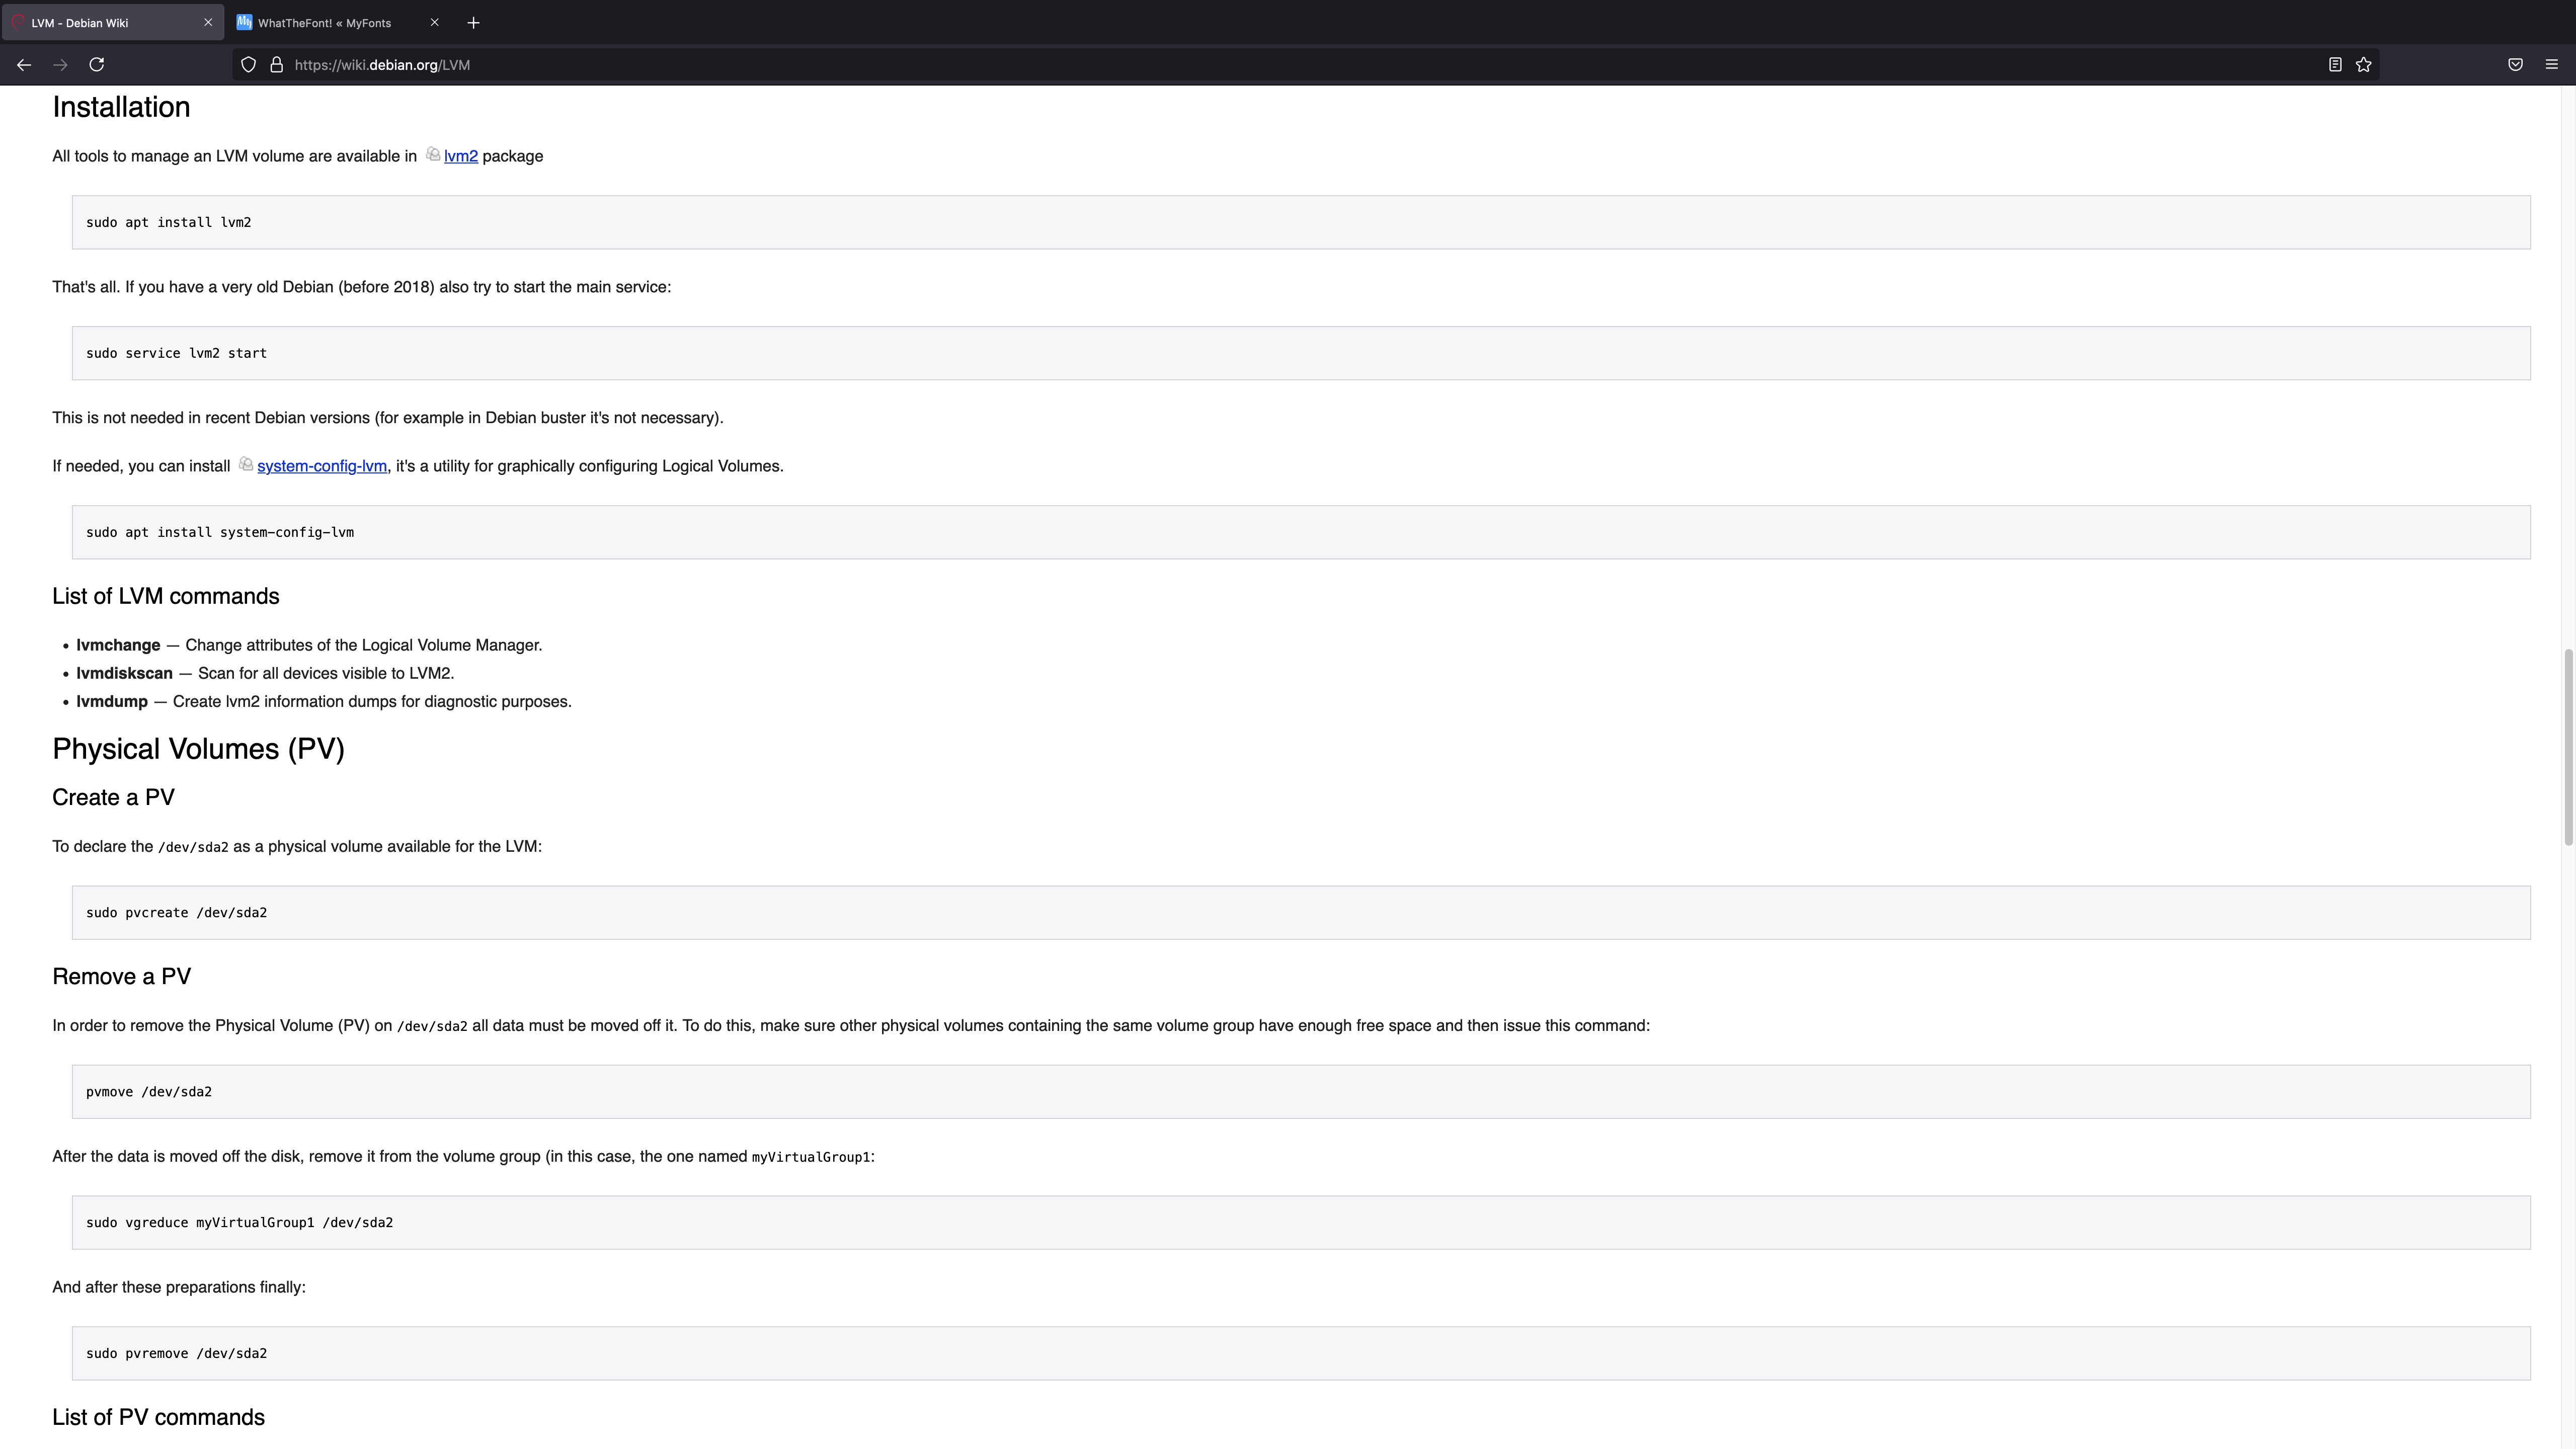 LVM - Debian Wiki
WhatTheFont! « MyFonts
https://wiki.debian.org/LVM
Installation
All tools to manage an LVM volume are available in lvm2 package
sudo apt install lvm2
That's all. If you have a very old Debian (before 2018) also try to start the main service:
sudo service lvm2 start
This is not needed in recent Debian versions (for example in Debian buster it's not necessary).
If needed, you can install system-config-lvm, it's a utility for graphically configuring Logical Volumes.
sudo apt install system-config-lvm
List of LVM commands
• lvmchange — Change attributes of the Logical Volume Manager.
• lvmdiskscan — Scan for all devices visible to LVM2.
• lvmdump — Create lvm2 information dumps for diagnostic purposes.
Physical Volumes (PV)
Create a PV
To declare the /dev/sda2 as a physical volume available for the LVM:
sudo pvcreate /dev/sda2
Remove a PV
In order to remove the Physical Volume (PV) on /dev/sda2 all data must be moved off it. To do this, make sure other physical volumes containing the same volume group have enough free space and then issue this command:
pvmove /dev/sda2
After the data is moved off the disk, remove it from the volume group (in this case, the one named myVirtualGroup1:
sudo vgreduce myVirtualGroup1 /dev/sda2
And after these preparations finally:
sudo pvremove /dev/sda2
List of PV commands